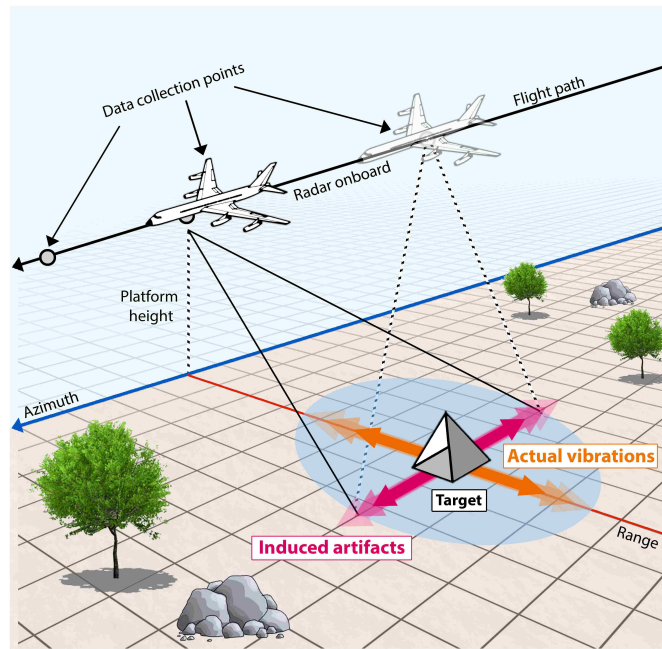 Data collection points
Flight path
Radar onboard
Platform
height
Azimuth
Actual vibrations
Target
Induced artifacts
Range